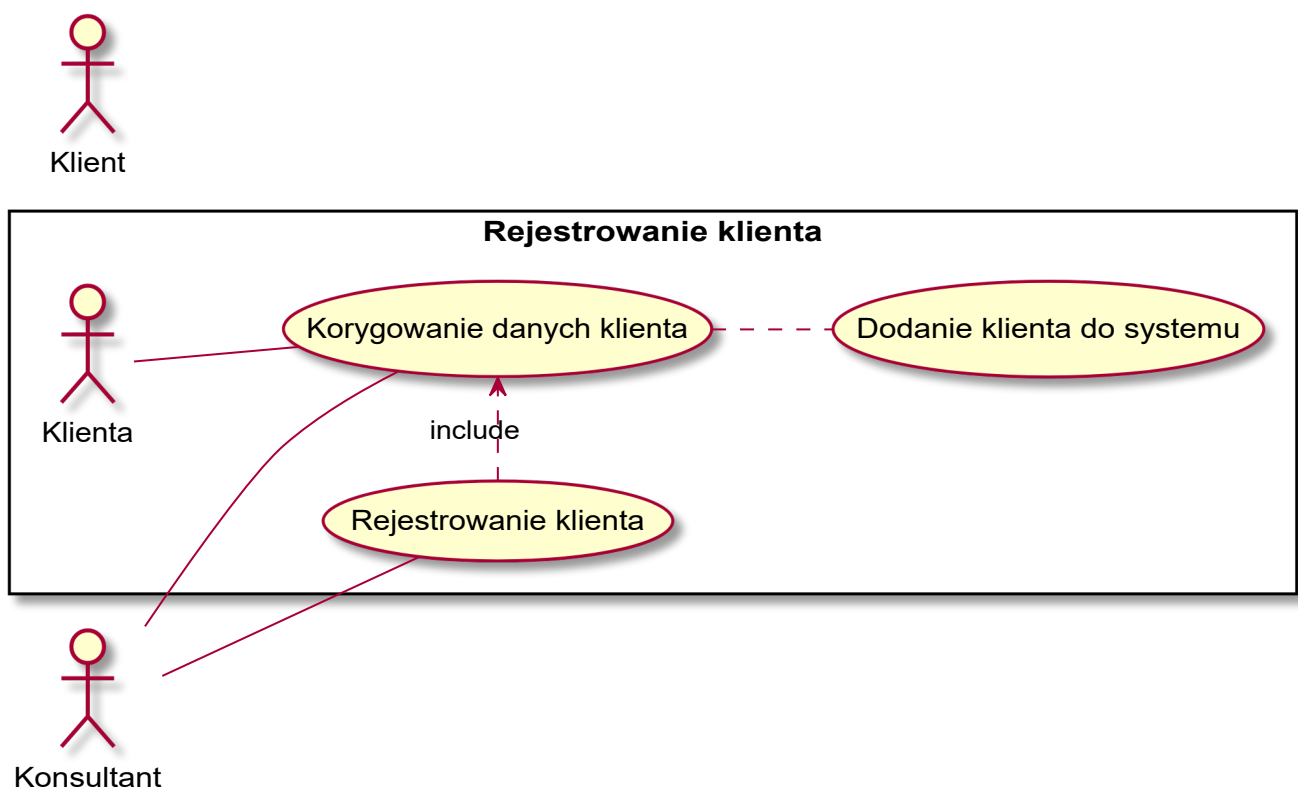 Klient
Rejestrowanie klienta
Korygowanie danych klienta
Dodanie klienta do systemu
Klienta
include
Rejestrowanie klienta
Konsultant